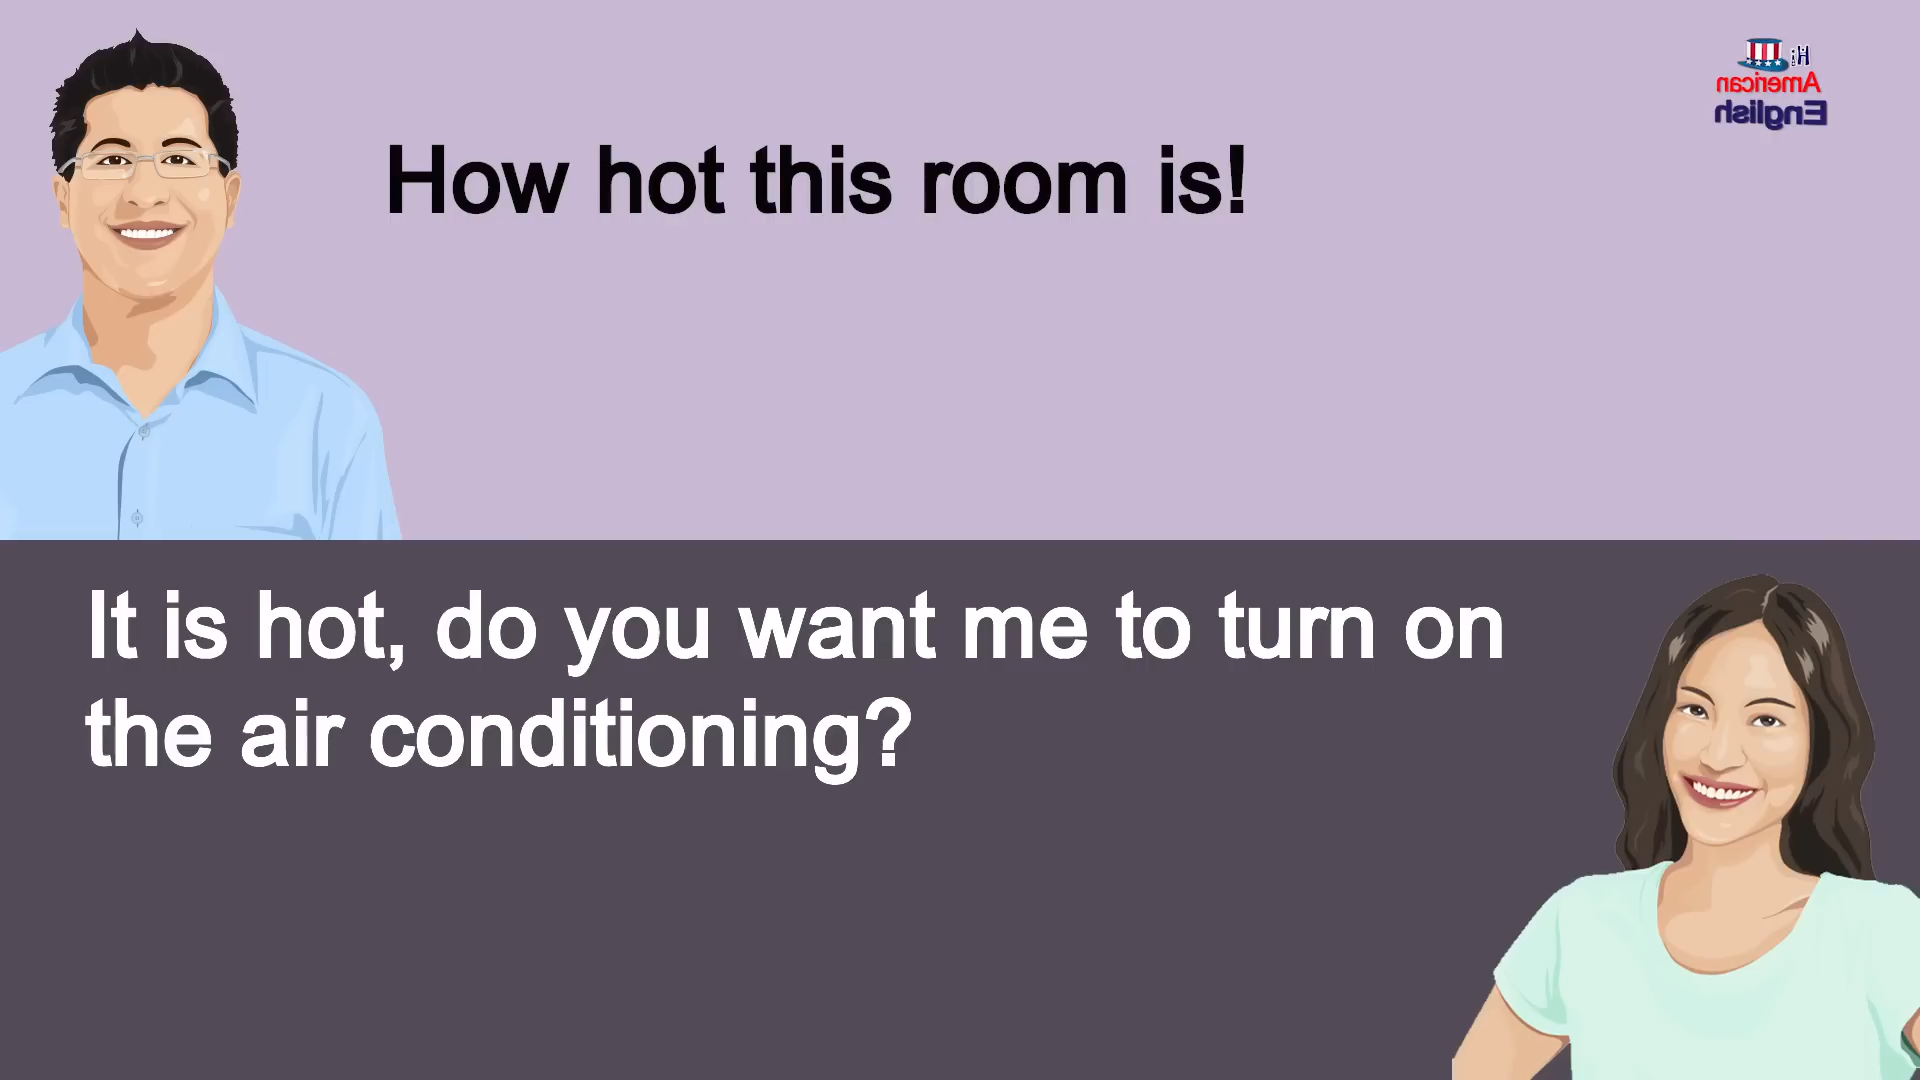 How hot this room is!
Hi
American
English
It is hot, do you want me to turn on
the air conditioning?